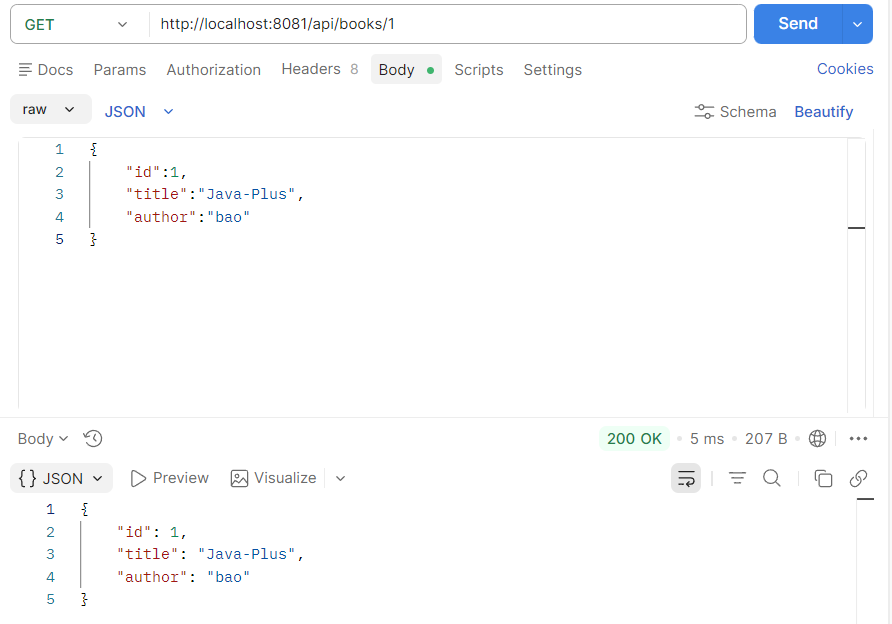 GET http://localhost:8081/api/books/1 Send
Docs Params Authorization Headers 8 Body Scripts Settings Cookies
raw JSON Schema Beautify
1 {
2 "id":1,
3 "title":"Java-Plus",
4 "author":"bao"
5 }
Body 200 OK 5 ms 207 B
{} JSON Preview Visualize
1 {
2 "id": 1,
3 "title": "Java-Plus",
4 "author": "bao"
5 }